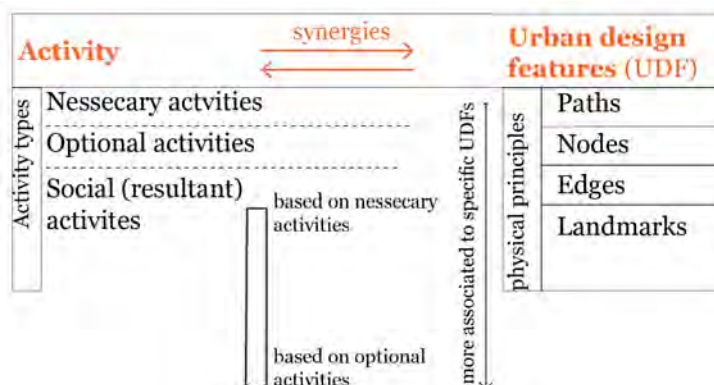 synergies
Activity
Urban design
features (UDF)
Activity types
Nessecary actvities
Optional activities
Social (resultant)
activites
based on nessecary
activities
based on optional
activities
more associated to specific UDFs
physical principles
Paths
Nodes
Edges
Landmarks